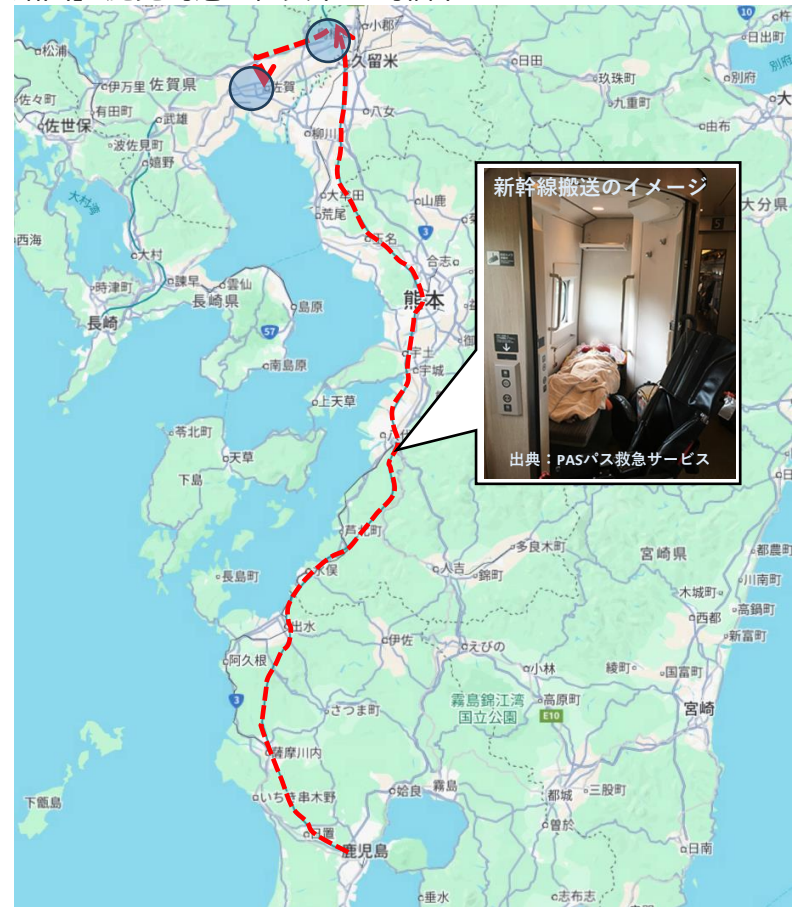 小郡
松浦
日田
日出町
10
久留米
別府
伊万里
佐賀県
佐賀
玖珠町
別府
佐々町
有田町
武雄
八女
九重町
佐世保
柳川
由布
波佐見町
嬉野
大村湾
大牟田
荒尾
山鹿
新幹線搬送のイメージ
大分県
西海
玉名
3
合志
大村
時津町
諫早
雲仙
長崎県
島原
熊本
長崎
57
宇土
宇城
南島原
上天草
苓北町
天草
八代
出典：PASパス救急サービス
下島
芦北町
多良木町
宮崎県
都農町
長島町
水俣
人吉
錦町
川南町
木城町
高鍋町
西都
出水
新富町
伊佐
えびの
阿久根
小林
綾町
国富町
3
霧島錦江湾
国立公園
高原町
E10
さつま町
宮崎
薩摩川内
下甑島
いちき串木野
姶良
霧島
都城
三股町
日置
曽於
鹿児島
日南
垂水
志布志